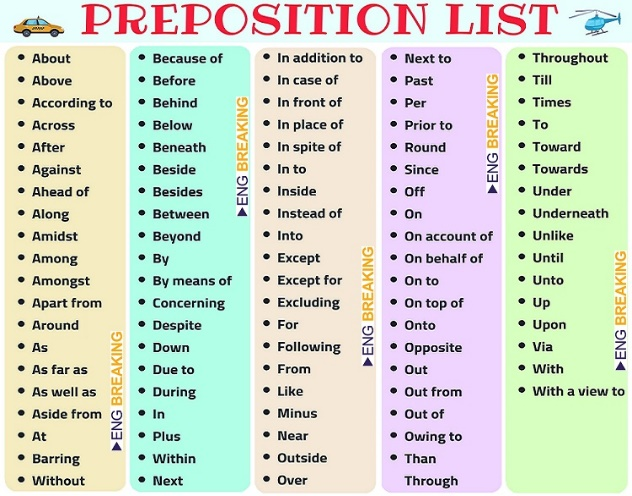 PREPOSITION LIST
About
Above
According to
Across
After
Against
Ahead of
Along
Amidst
Among
Amongst
Apart from
Around
As
As far as
As well as
Aside from
At
Barring
Without
ENG BREAKING
Because of
Before
Behind
Below
Beneath
Beside
Besides
Between
Beyond
By
By means of
Concerning
Despite
Down
Due to
During
In
Plus
Within
Next
ENG BREAKING
In addition to
In case of
In front of
In place of
In spite of
In to
Inside
Instead of
Into
Except
Except for
Excluding
For
Following
From
Like
Minus
Near
Outside
Over
ENG BREAKING
Next to
Past
Per
Prior to
Round
Since
Off
On
On account of
On behalf of
On to
On top of
Onto
Opposite
Out
Out from
Out of
Owing to
Than
Through
ENG BREAKING
Throughout
Till
Times
To
Toward
Towards
Under
Underneath
Unlike
Until
Unto
Up
Upon
Via
With
With a view to
ENG BREAKING